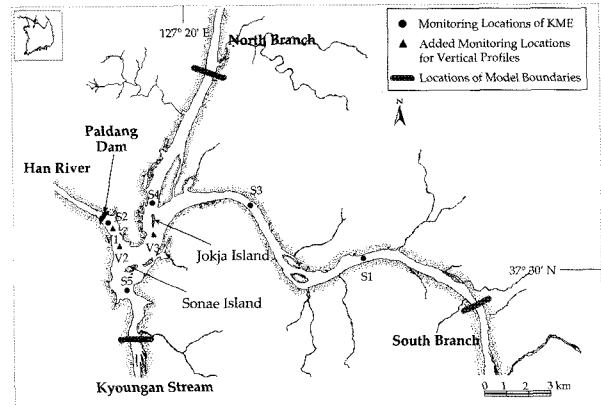 127° 20' E
North Branch
Monitoring Locations of KME
Added Monitoring Locations
for Vertical Profiles
Locations of Model Boundaries
N
Paldang
Dam
Han River
S4
S2
S3
V1
V2
V3
Jokja Island
S1
37° 30' N
S5
Sonae Island
South Branch
Kyoungan Stream
0 1 2 3 km